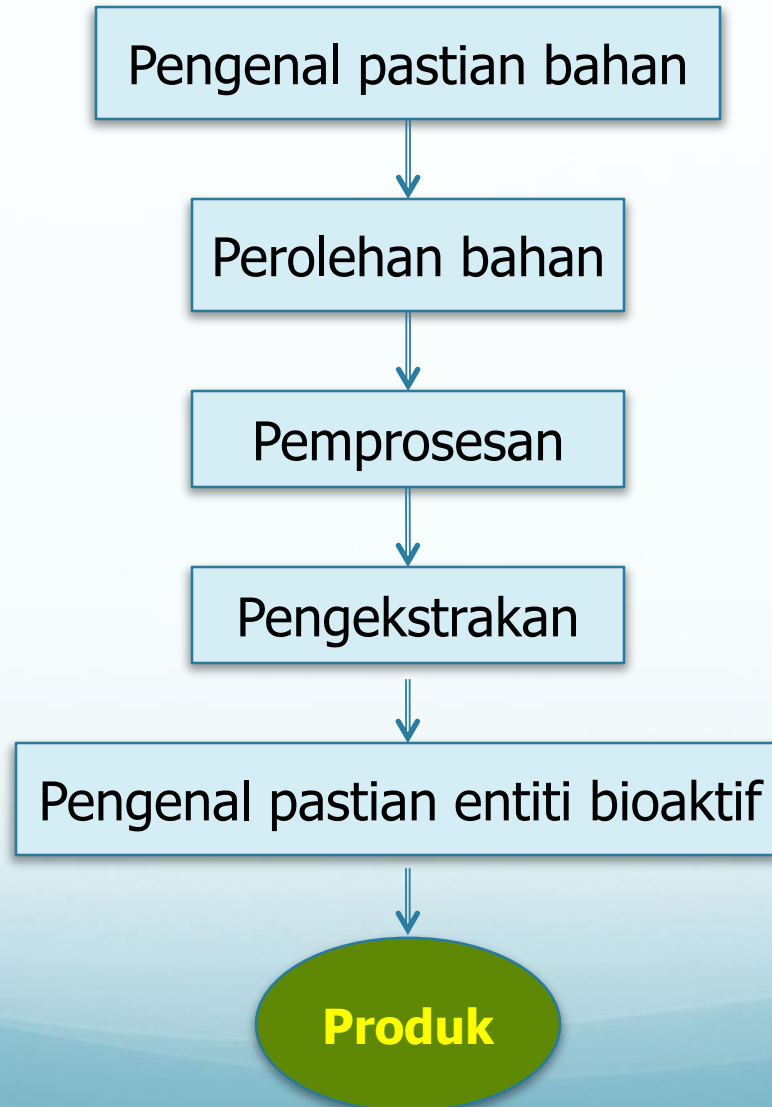 Pengenal pastian bahan
Perolehan bahan
Pemprosesan
Pengekstrakan
Pengenal pastian entiti bioaktif
Produk